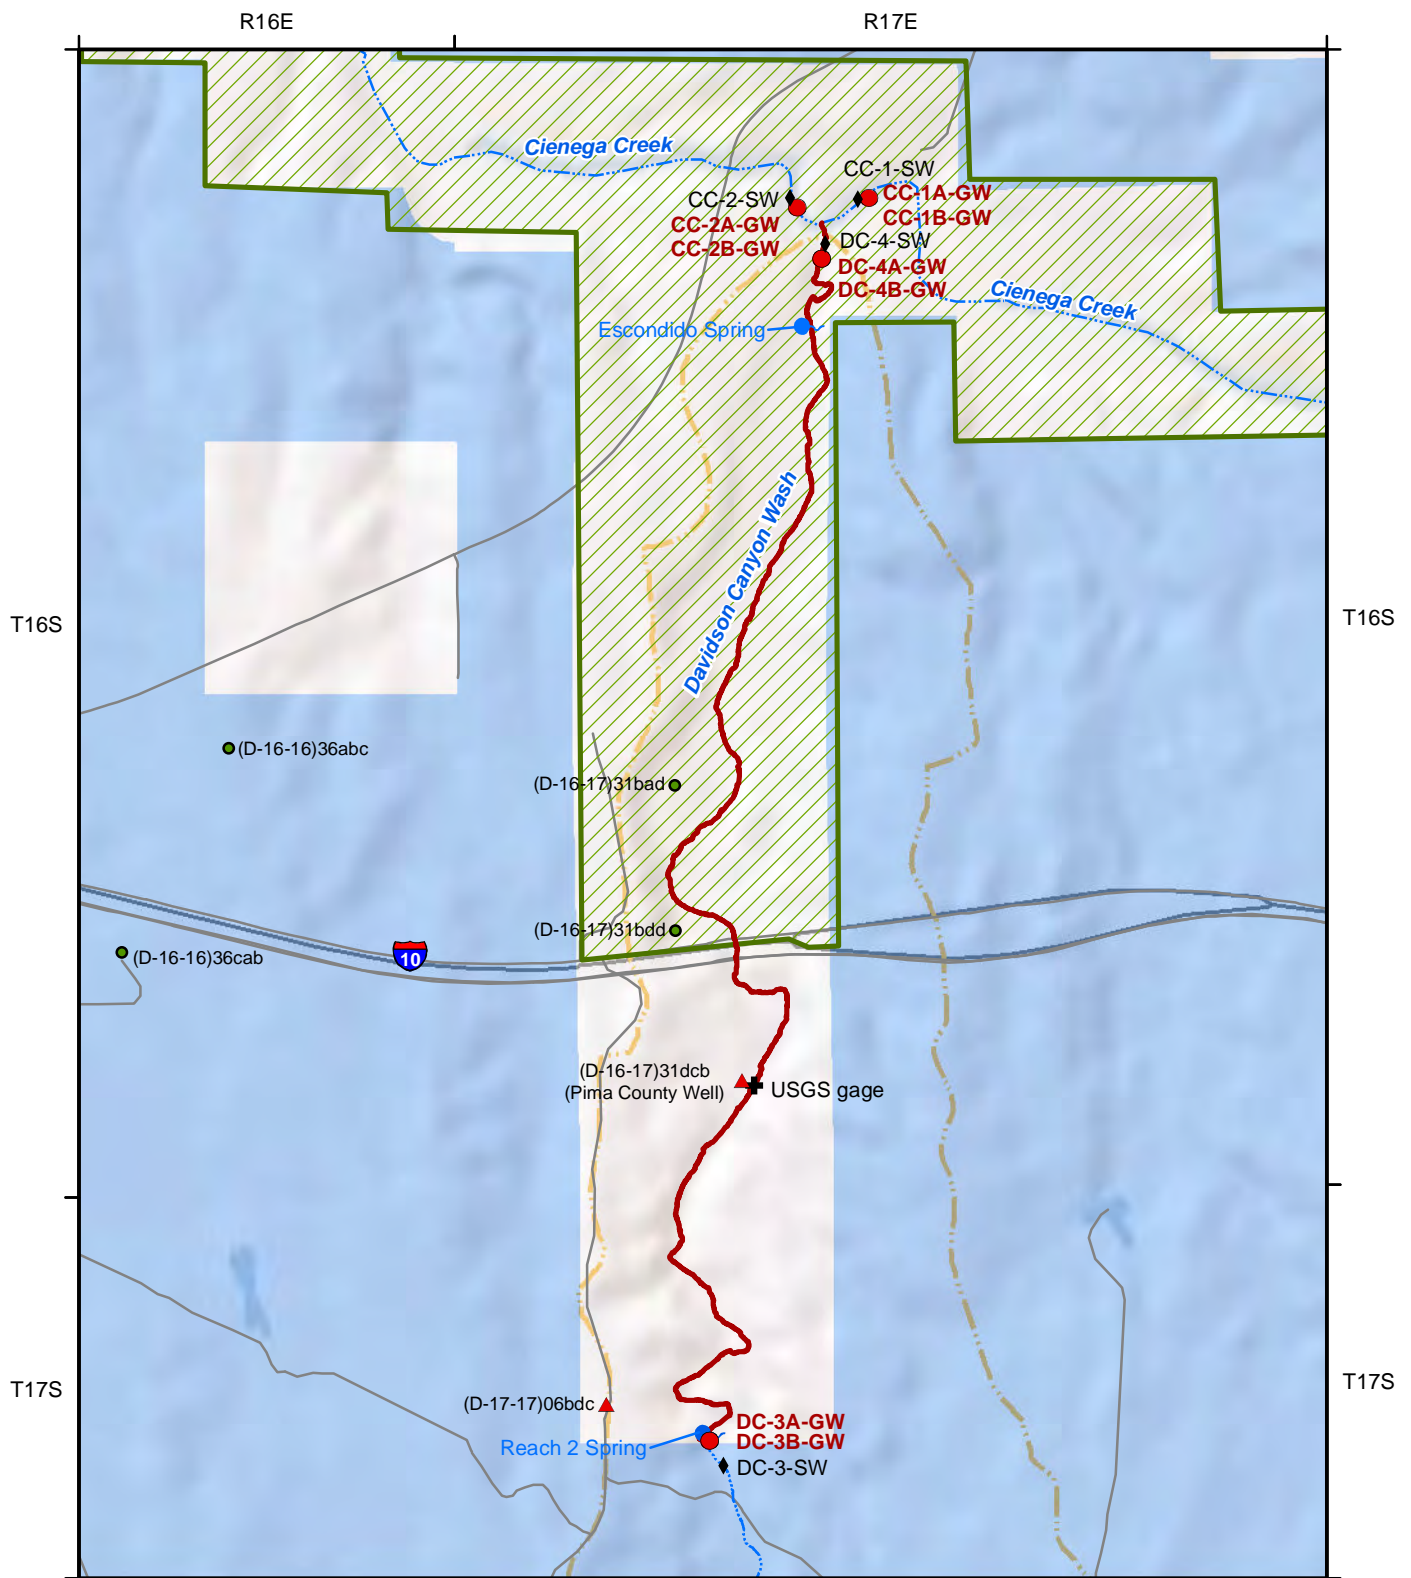 R16E
R17E
Cienega Creek
CC-1-SW
CC-1A-GW
CC-1B-GW
CC-2-SW
CC-2A-GW
CC-2B-GW
DC-4-SW
DC-4A-GW
DC-4B-GW
Cienega Creek
Escondido Spring
Davidson Canyon Wash
T16S
T16S
(D-16-16)36abc
(D-16-17)31bad
(D-16-17)31bdd
(D-16-16)36cab
10
(D-16-17)31dcb
(Pima County Well)
USGS gage
T17S
T17S
(D-17-17)06bdc
DC-3A-GW
DC-3B-GW
Reach 2 Spring
DC-3-SW